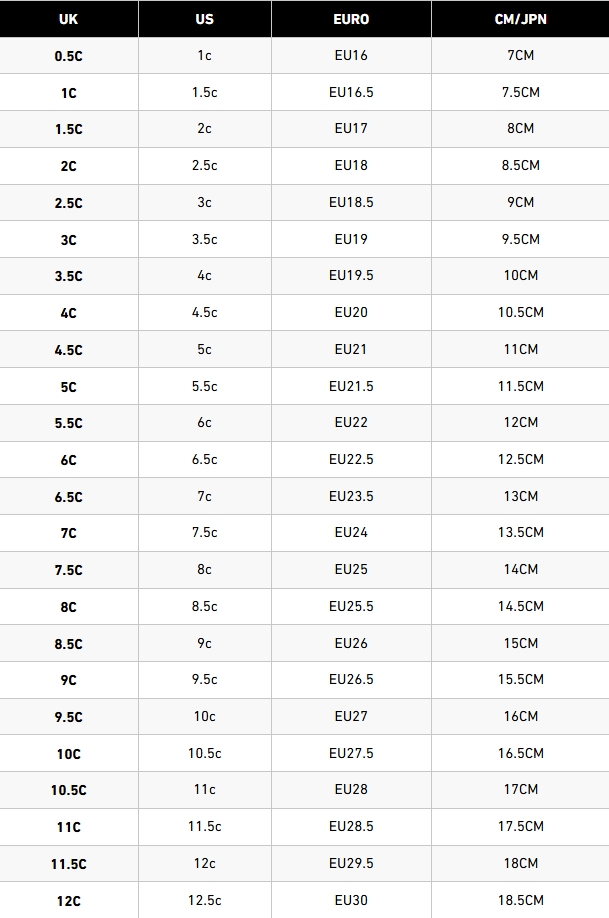 UK US EURO CM/JPN
0.5C 1c EU16 7CM
1C 1.5c EU16.5 7.5CM
1.5C 2c EU17 8CM
2C 2.5c EU18 8.5CM
2.5C 3c EU18.5 9CM
3C 3.5c EU19 9.5CM
3.5C 4c EU19.5 10CM
4C 4.5c EU20 10.5CM
4.5C 5c EU21 11CM
5C 5.5c EU21.5 11.5CM
5.5C 6c EU22 12CM
6C 6.5c EU22.5 12.5CM
6.5C 7c EU23.5 13CM
7C 7.5c EU24 13.5CM
7.5C 8c EU25 14CM
8C 8.5c EU25.5 14.5CM
8.5C 9c EU26 15CM
9C 9.5c EU26.5 15.5CM
9.5C 10c EU27 16CM
10C 10.5c EU27.5 16.5CM
10.5C 11c EU28 17CM
11C 11.5c EU28.5 17.5CM
11.5C 12c EU29.5 18CM
12C 12.5c EU30 18.5CM